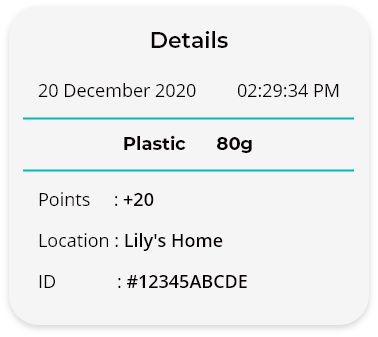 Details
20 December 2020 02:29:34 PM
Plastic 80g
Points : +20
Location : Lily's Home
ID : #12345ABCDE